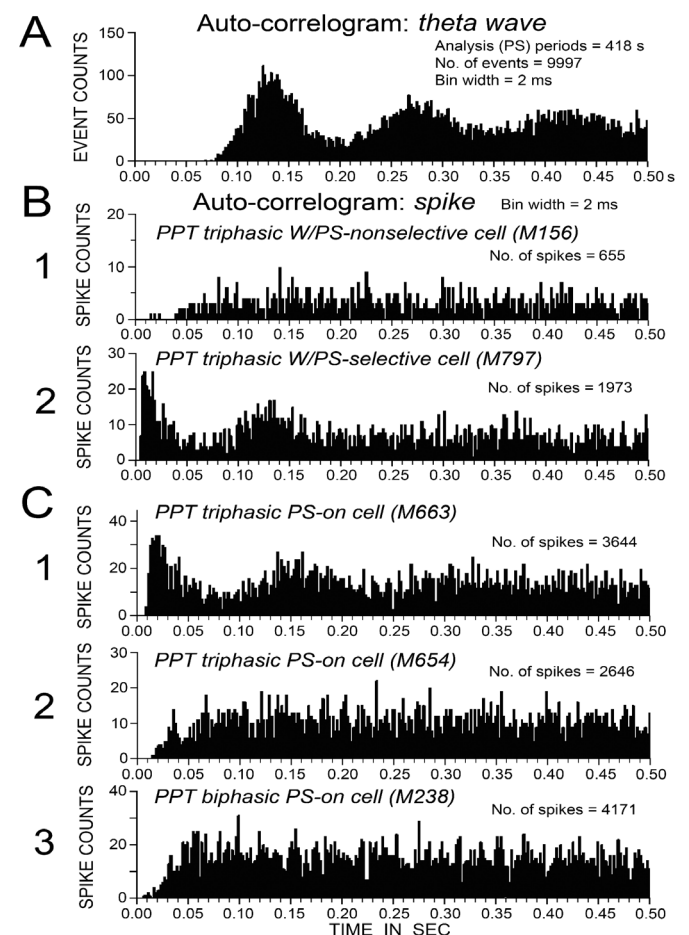 A
Auto-correlogram: theta wave
Analysis (PS) periods = 418 s
No. of events = 9997
Bin width = 2 ms
EVENT COUNTS
150
100
50
0
0.00 0.05 0.10 0.15 0.20 0.25 0.30 0.35 0.40 0.45 0.50 s
B
Auto-correlogram: spike Bin width = 2 ms
1
PPT triphasic W/PS-nonselective cell (M156)
No. of spikes = 655
SPIKE COUNTS
20
10
0
0.00 0.05 0.10 0.15 0.20 0.25 0.30 0.35 0.40 0.45 0.50
2
PPT triphasic W/PS-selective cell (M797)
No. of spikes = 1973
SPIKE COUNTS
30
20
10
0
0.00 0.05 0.10 0.15 0.20 0.25 0.30 0.35 0.40 0.45 0.50
C
1
PPT triphasic PS-on cell (M663)
No. of spikes = 3644
SPIKE COUNTS
40
20
0
0.00 0.05 0.10 0.15 0.20 0.25 0.30 0.35 0.40 0.45 0.50
2
PPT triphasic PS-on cell (M654)
No. of spikes = 2646
SPIKE COUNTS
30
20
10
0
0.00 0.05 0.10 0.15 0.20 0.25 0.30 0.35 0.40 0.45 0.50
3
PPT biphasic PS-on cell (M238)
No. of spikes = 4171
SPIKE COUNTS
40
20
0
0.00 0.05 0.10 0.15 0.20 0.25 0.30 0.35 0.40 0.45 0.50
TIME IN SEC